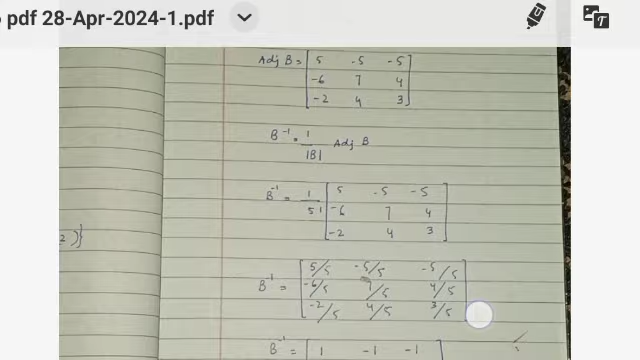 pdf 28-Apr-2024-1.pdf
Adj B = [ 5 -5 -5
-6 7 4
-2 4 3 ]
B⁻¹ = 1/|B| Adj B
B⁻¹ = 1/5 [ 5 -5 -5
-6 7 4
-2 4 3 ]
2 )}
B⁻¹ = [ 5/5 -5/5 -5/5
-6/5 7/5 4/5
-2/5 4/5 3/5 ]
B⁻¹ = [ 1 -1 -1